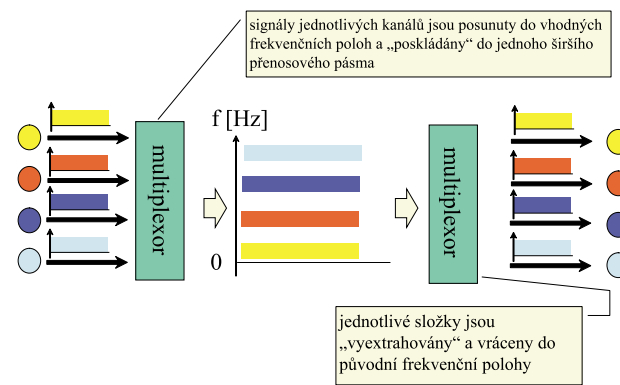 signály jednotlivých kanálů jsou posunuty do vhodných
frekvenčních poloh a „poskládány" do jednoho širšího
přenosového pásma
f [Hz]
multiplexor
multiplexor
0
jednotlivé složky jsou
„vyextrahovány" a vráceny do
původní frekvenční polohy